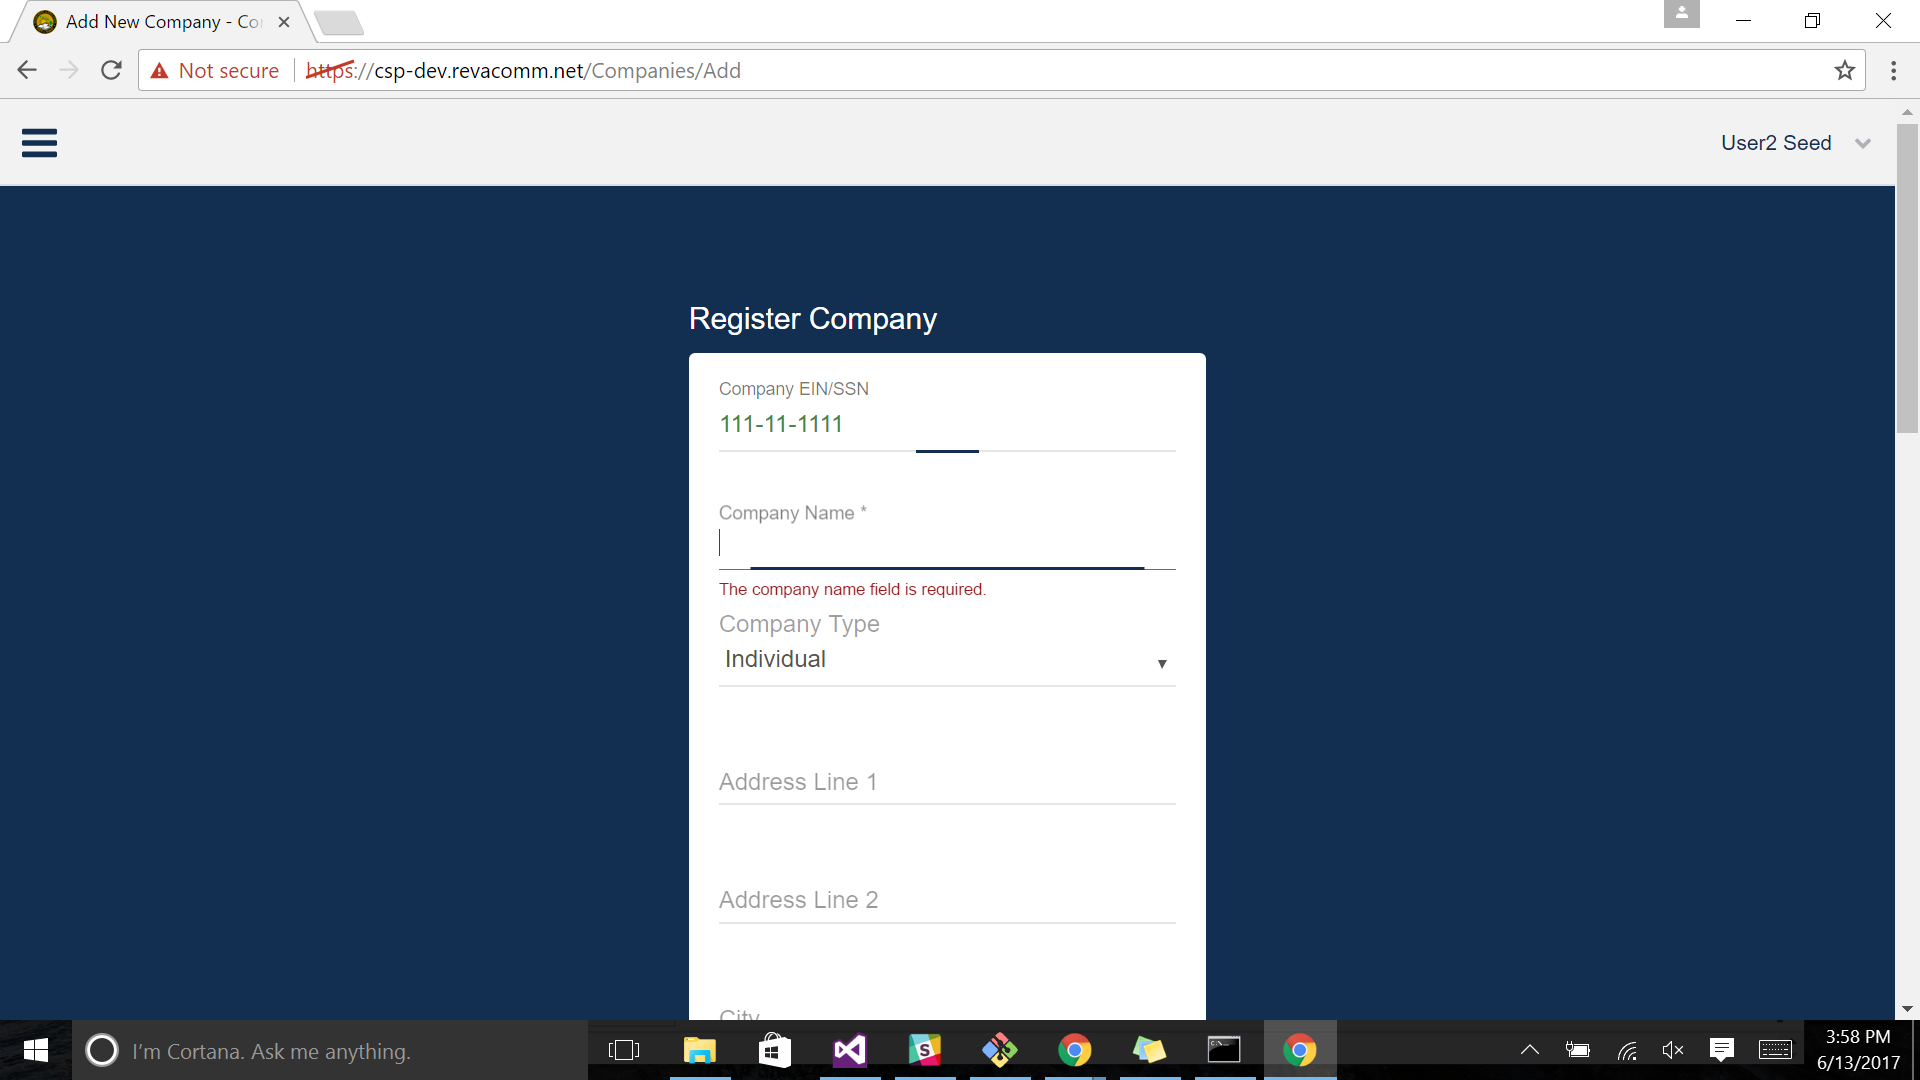 Add New Company - Co
Not secure
https://csp-dev.revacomm.net/Companies/Add
User2 Seed
Register Company
Company EIN/SSN
111-11-1111
Company Name *
The company name field is required.
Company Type
Individual
Address Line 1
Address Line 2
City
I'm Cortana. Ask me anything.
3:58 PM
6/13/2017